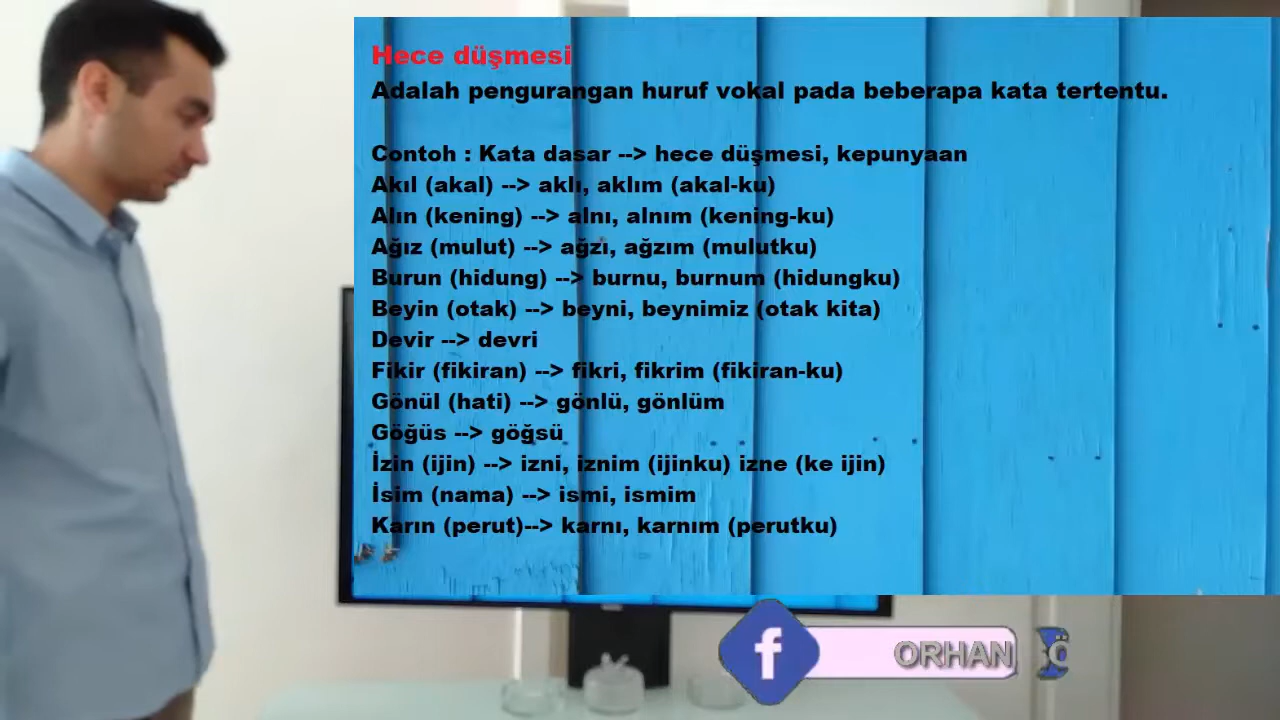 Hece düşmesi
Adalah pengurangan huruf vokal pada beberapa kata tertentu.
Contoh : Kata dasar --> hece düşmesi, kepunyaan
Akıl (akal) --> aklı, aklım (akal-ku)
Alın (kening) --> alnı, alnım (kening-ku)
Ağız (mulut) --> ağzı, ağzım (mulutku)
Burun (hidung) --> burnu, burnum (hidungku)
Beyin (otak) --> beyni, beynimiz (otak kita)
Devir --> devri
Fikir (fikiran) --> fikri, fikrim (fikiran-ku)
Gönül (hati) --> gönlü, gönlüm
Göğüs --> göğsü
İzin (ijin) --> izni, iznim (ijinku) izne (ke ijin)
İsim (nama) --> ismi, ismim
Karın (perut)--> karnı, karnım (perutku)
f ORHAN